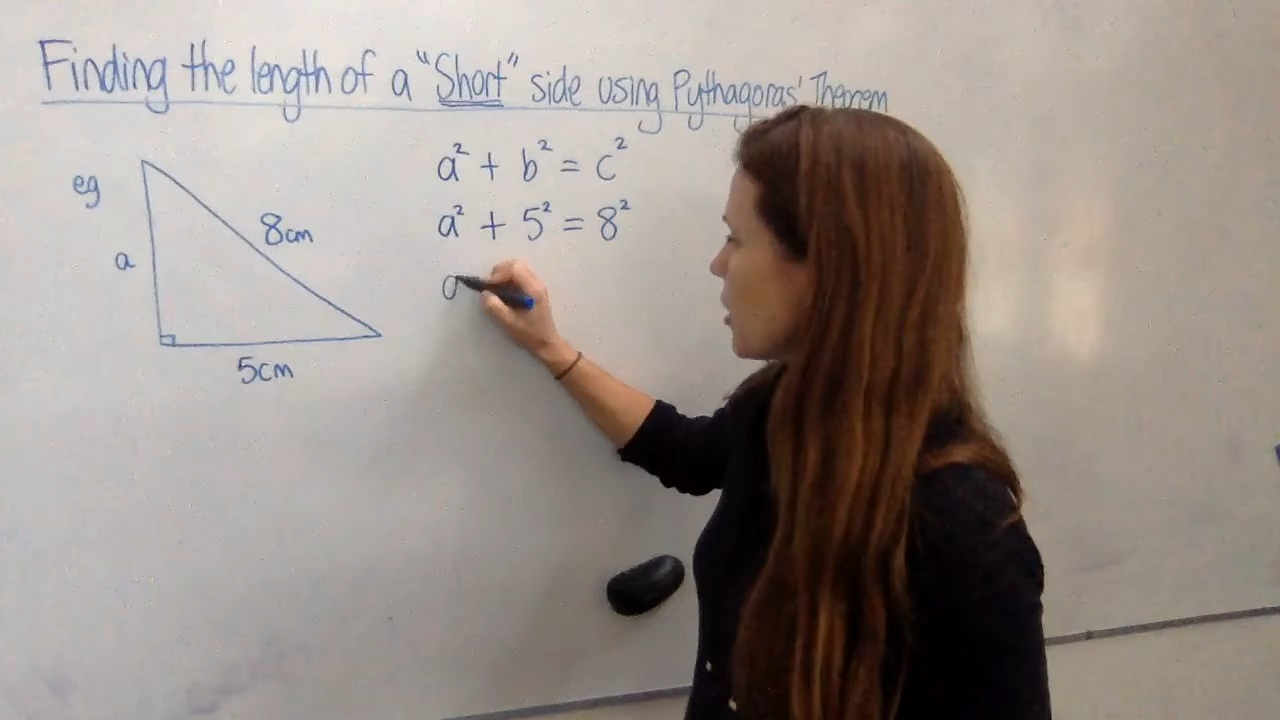 Finding the length of a "Short" side using Pythagoras' Theorem
eg
a² + b² = c²
a² + 5² = 8²
8cm
a
a
5cm